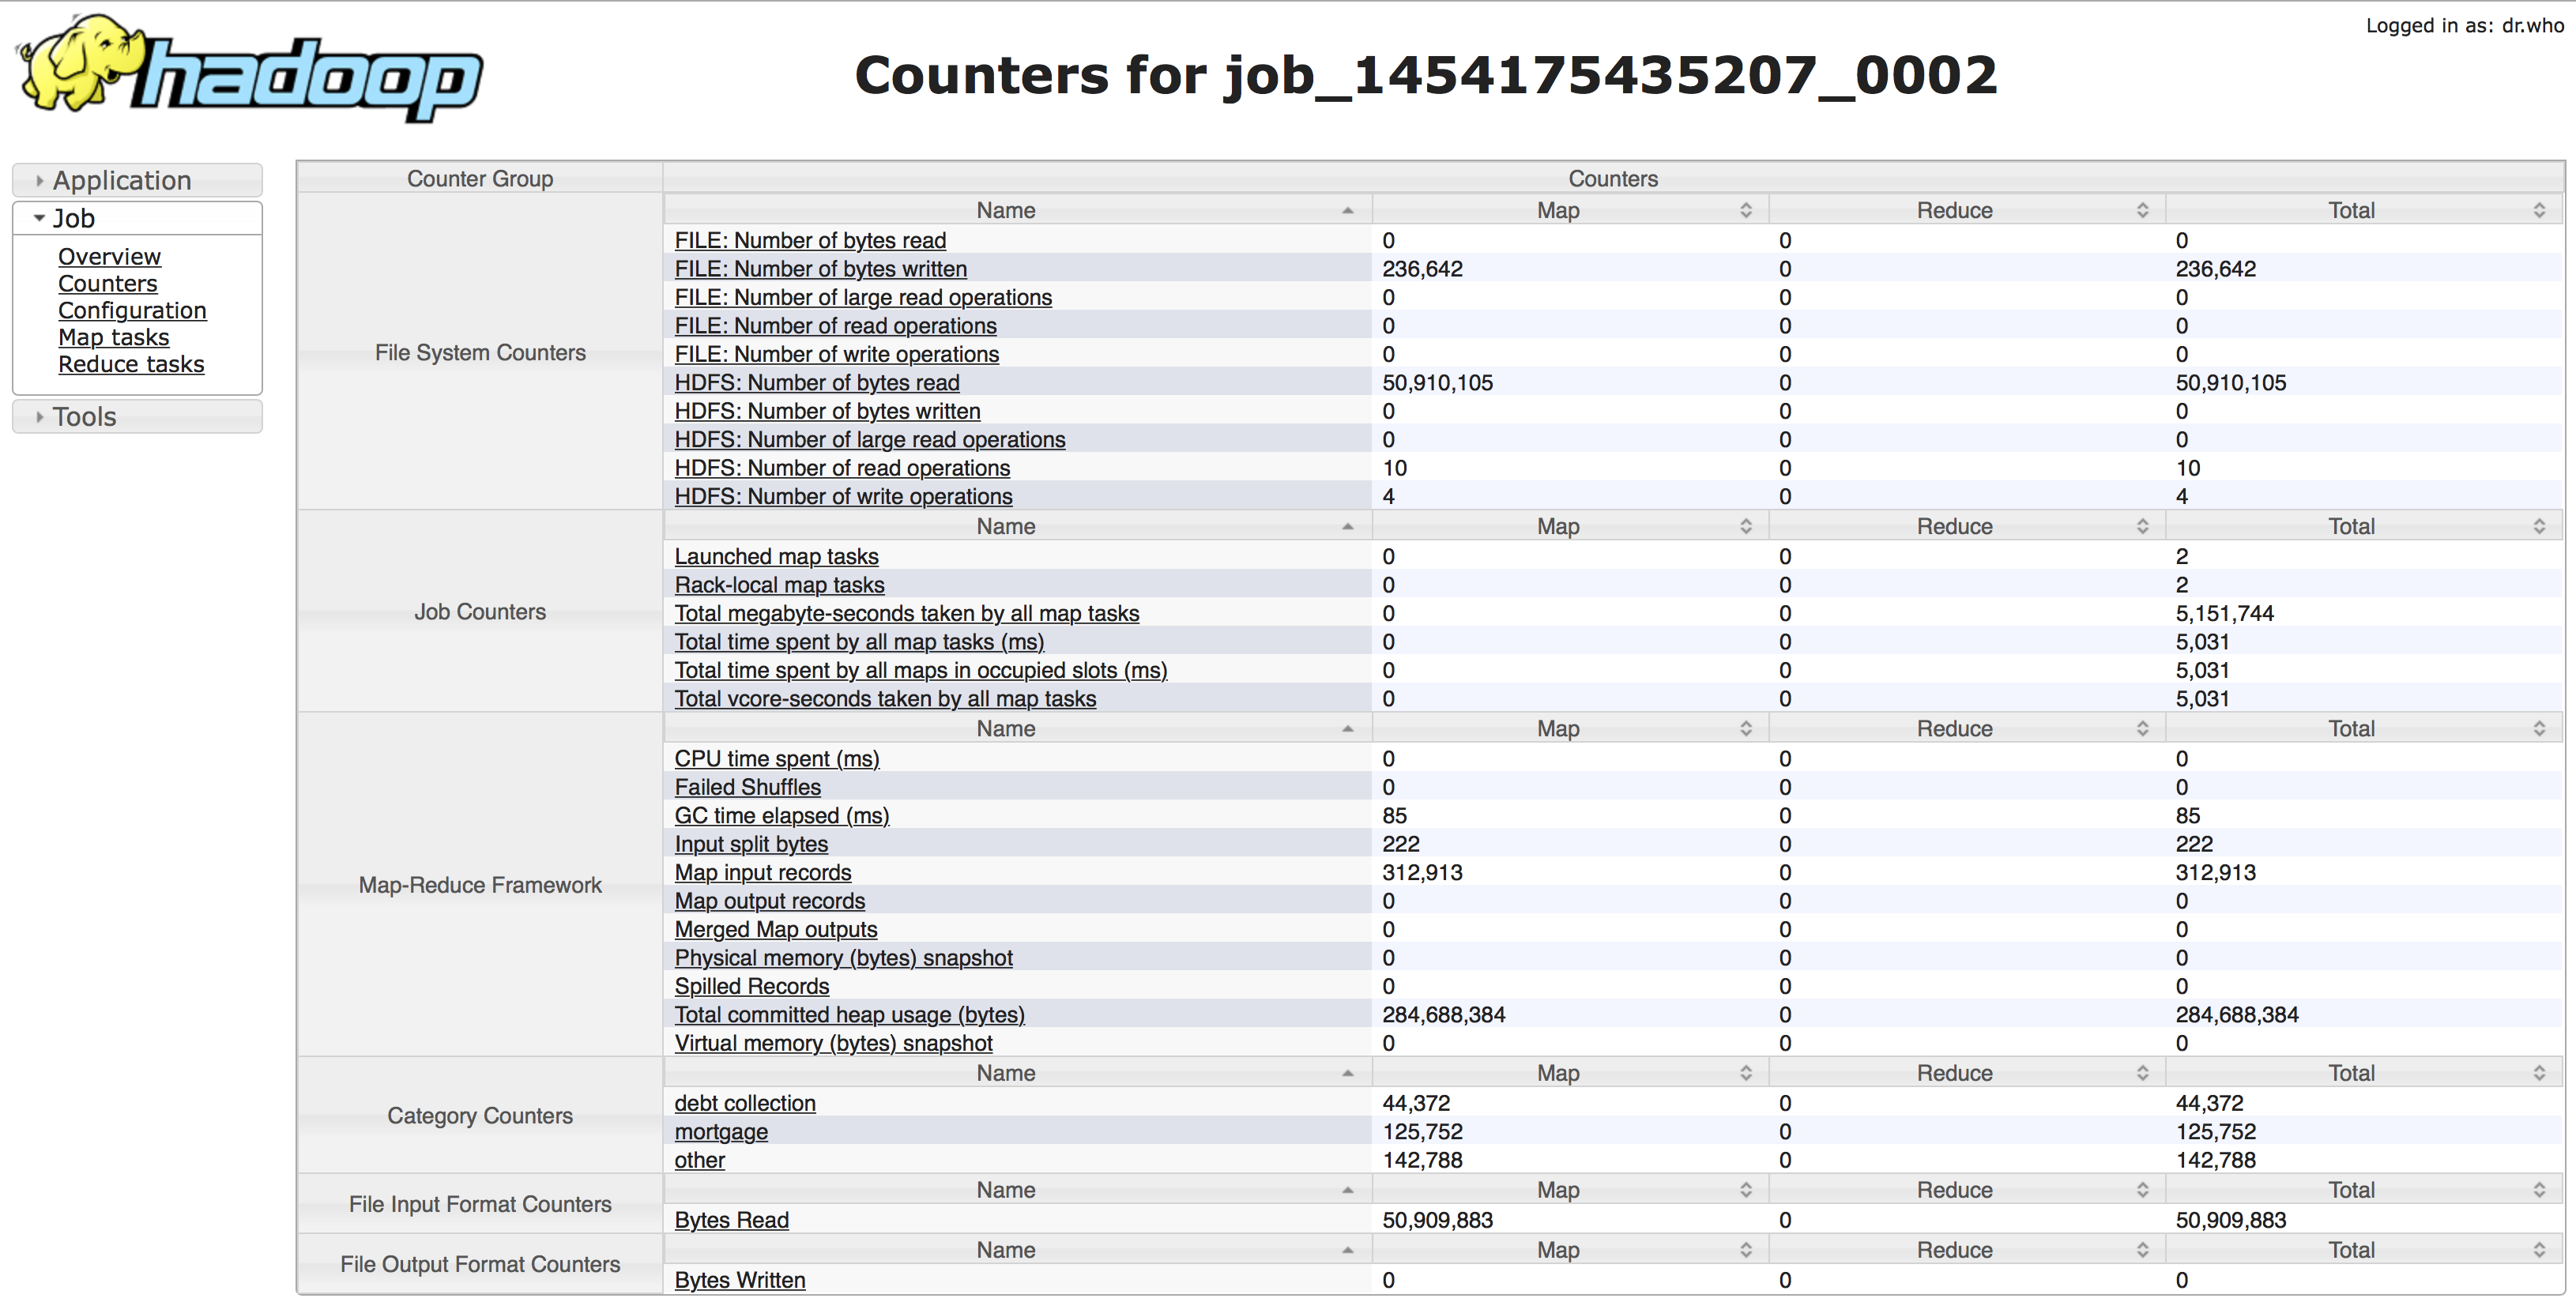 Logged in as: dr.who
hadoop
Counters for job_1454175435207_0002
Application
Job
Overview
Counters
Configuration
Map tasks
Reduce tasks
Tools
Counter Group Counters
File System Counters
Name Map Reduce Total
FILE: Number of bytes read 0 0 0
FILE: Number of bytes written 236,642 0 236,642
FILE: Number of large read operations 0 0 0
FILE: Number of read operations 0 0 0
FILE: Number of write operations 0 0 0
HDFS: Number of bytes read 50,910,105 0 50,910,105
HDFS: Number of bytes written 0 0 0
HDFS: Number of large read operations 0 0 0
HDFS: Number of read operations 10 0 10
HDFS: Number of write operations 4 0 4
Job Counters
Name Map Reduce Total
Launched map tasks 0 0 2
Rack-local map tasks 0 0 2
Total megabyte-seconds taken by all map tasks 0 0 5,151,744
Total time spent by all map tasks (ms) 0 0 5,031
Total time spent by all maps in occupied slots (ms) 0 0 5,031
Total vcore-seconds taken by all map tasks 0 0 5,031
Map-Reduce Framework
Name Map Reduce Total
CPU time spent (ms) 0 0 0
Failed Shuffles 0 0 0
GC time elapsed (ms) 85 0 85
Input split bytes 222 0 222
Map input records 312,913 0 312,913
Map output records 0 0 0
Merged Map outputs 0 0 0
Physical memory (bytes) snapshot 0 0 0
Spilled Records 0 0 0
Total committed heap usage (bytes) 284,688,384 0 284,688,384
Virtual memory (bytes) snapshot 0 0 0
Category Counters
Name Map Reduce Total
debt collection 44,372 0 44,372
mortgage 125,752 0 125,752
other 142,788 0 142,788
File Input Format Counters
Name Map Reduce Total
Bytes Read 50,909,883 0 50,909,883
File Output Format Counters
Name Map Reduce Total
Bytes Written 0 0 0